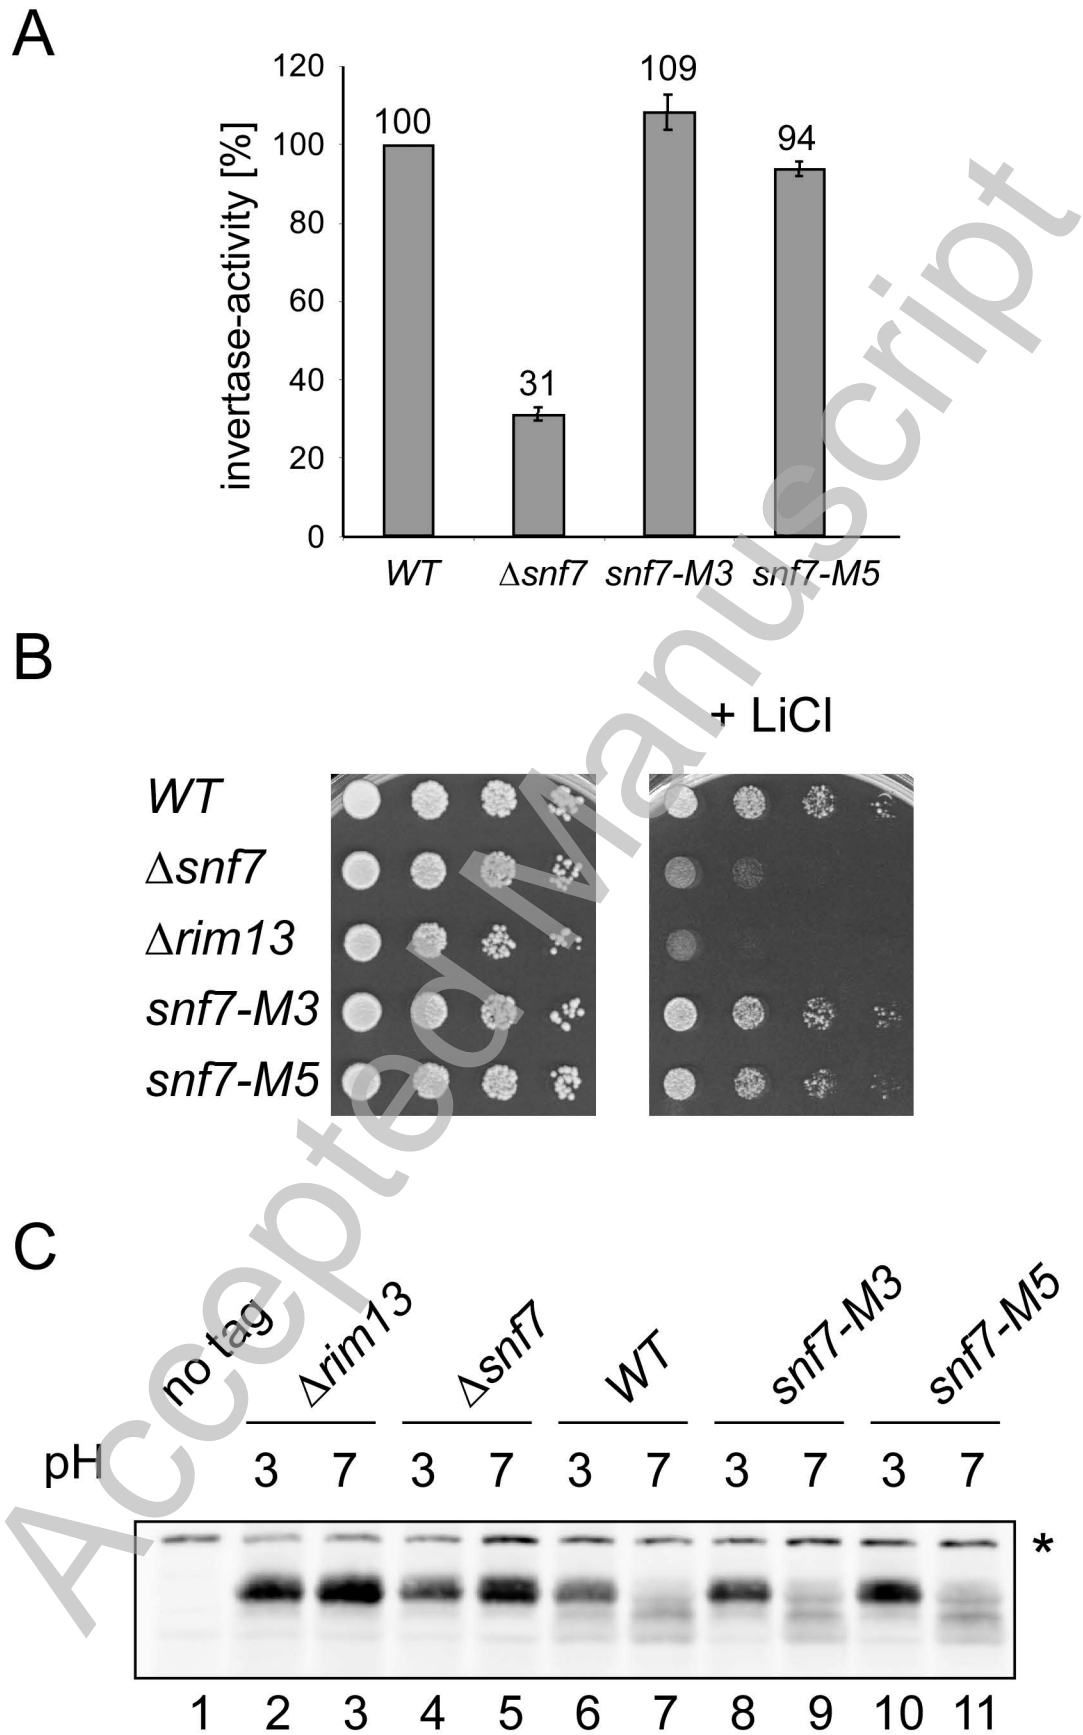 A
invertase-activity [%]
120
100
80
60
40
20
0
100
31
109
94
WT Δsnf7 snf7-M3 snf7-M5
B
+ LiCl
WT
Δsnf7
Δrim13
snf7-M3
snf7-M5
C
no tag Δrim13 Δsnf7 WT snf7-M3 snf7-M5
pH 3 7 3 7 3 7 3 7 3 7
*
1 2 3 4 5 6 7 8 9 10 11
Accepted Manuscript